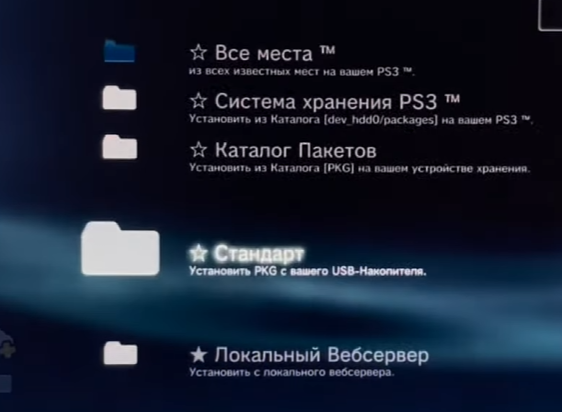 ☆ Все места ™
из всех известных мест на вашем PS3 ™.
☆ Система хранения PS3 ™
Установить из Каталога [dev_hdd0/packages] на вашем PS3 ™.
☆ Каталог Пакетов
Установить из Каталога [PKG] на вашем устройстве хранения.
☆ Стандарт
Установить PKG с вашего USB-Накопителя.
★ Локальный Вебсервер
Установить с локального вебсервера.